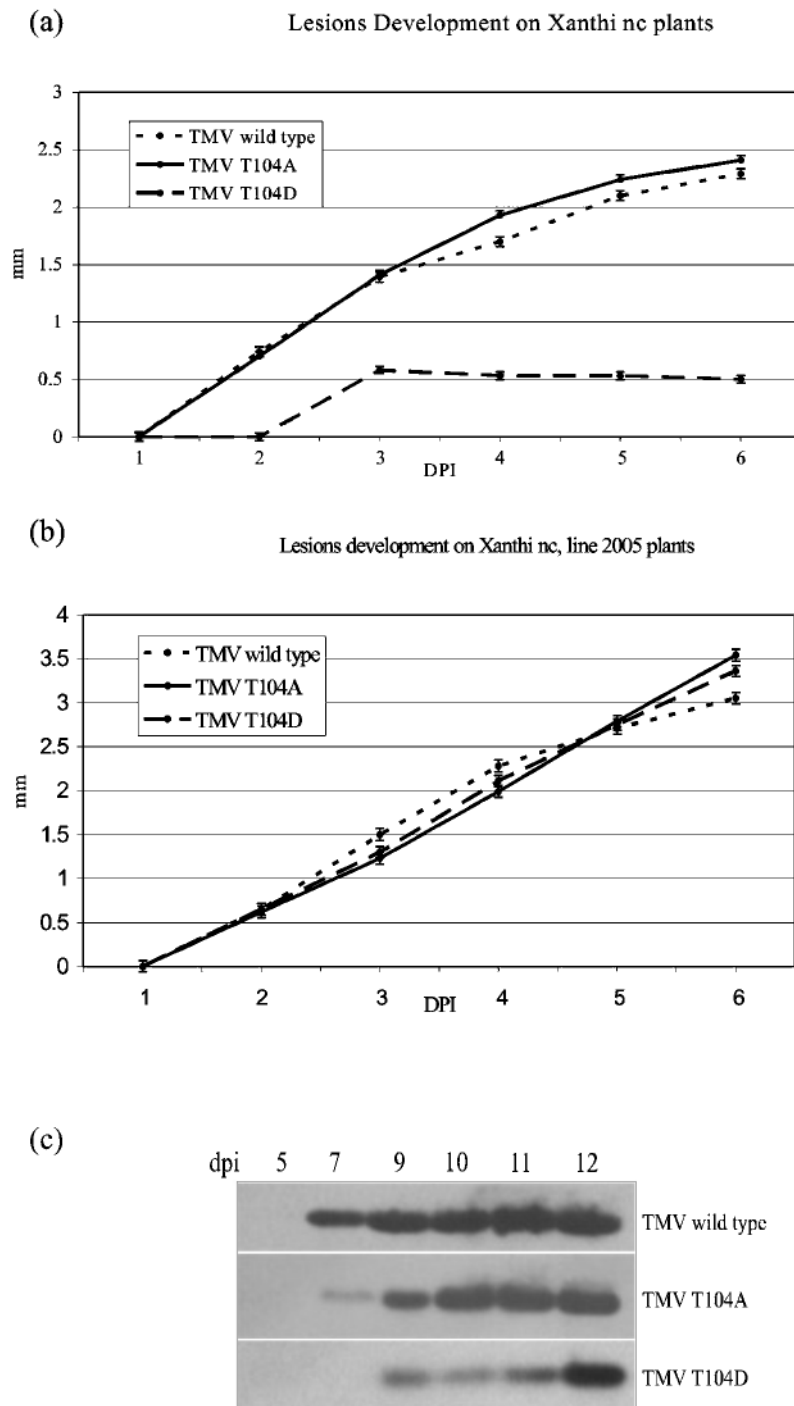 (a)
Lesions Development on Xanthi nc plants
3
2.5
2
1.5
1
0.5
0
mm
TMV wild type
TMV T104A
TMV T104D
1 2 3 4 5 6
DPI
(b)
Lesions development on Xanthi nc, line 2005 plants
4
3.5
3
2.5
2
1.5
1
0.5
0
mm
TMV wild type
TMV T104A
TMV T104D
1 2 3 4 5 6
DPI
(c)
dpi 5 7 9 10 11 12
TMV wild type
TMV T104A
TMV T104D